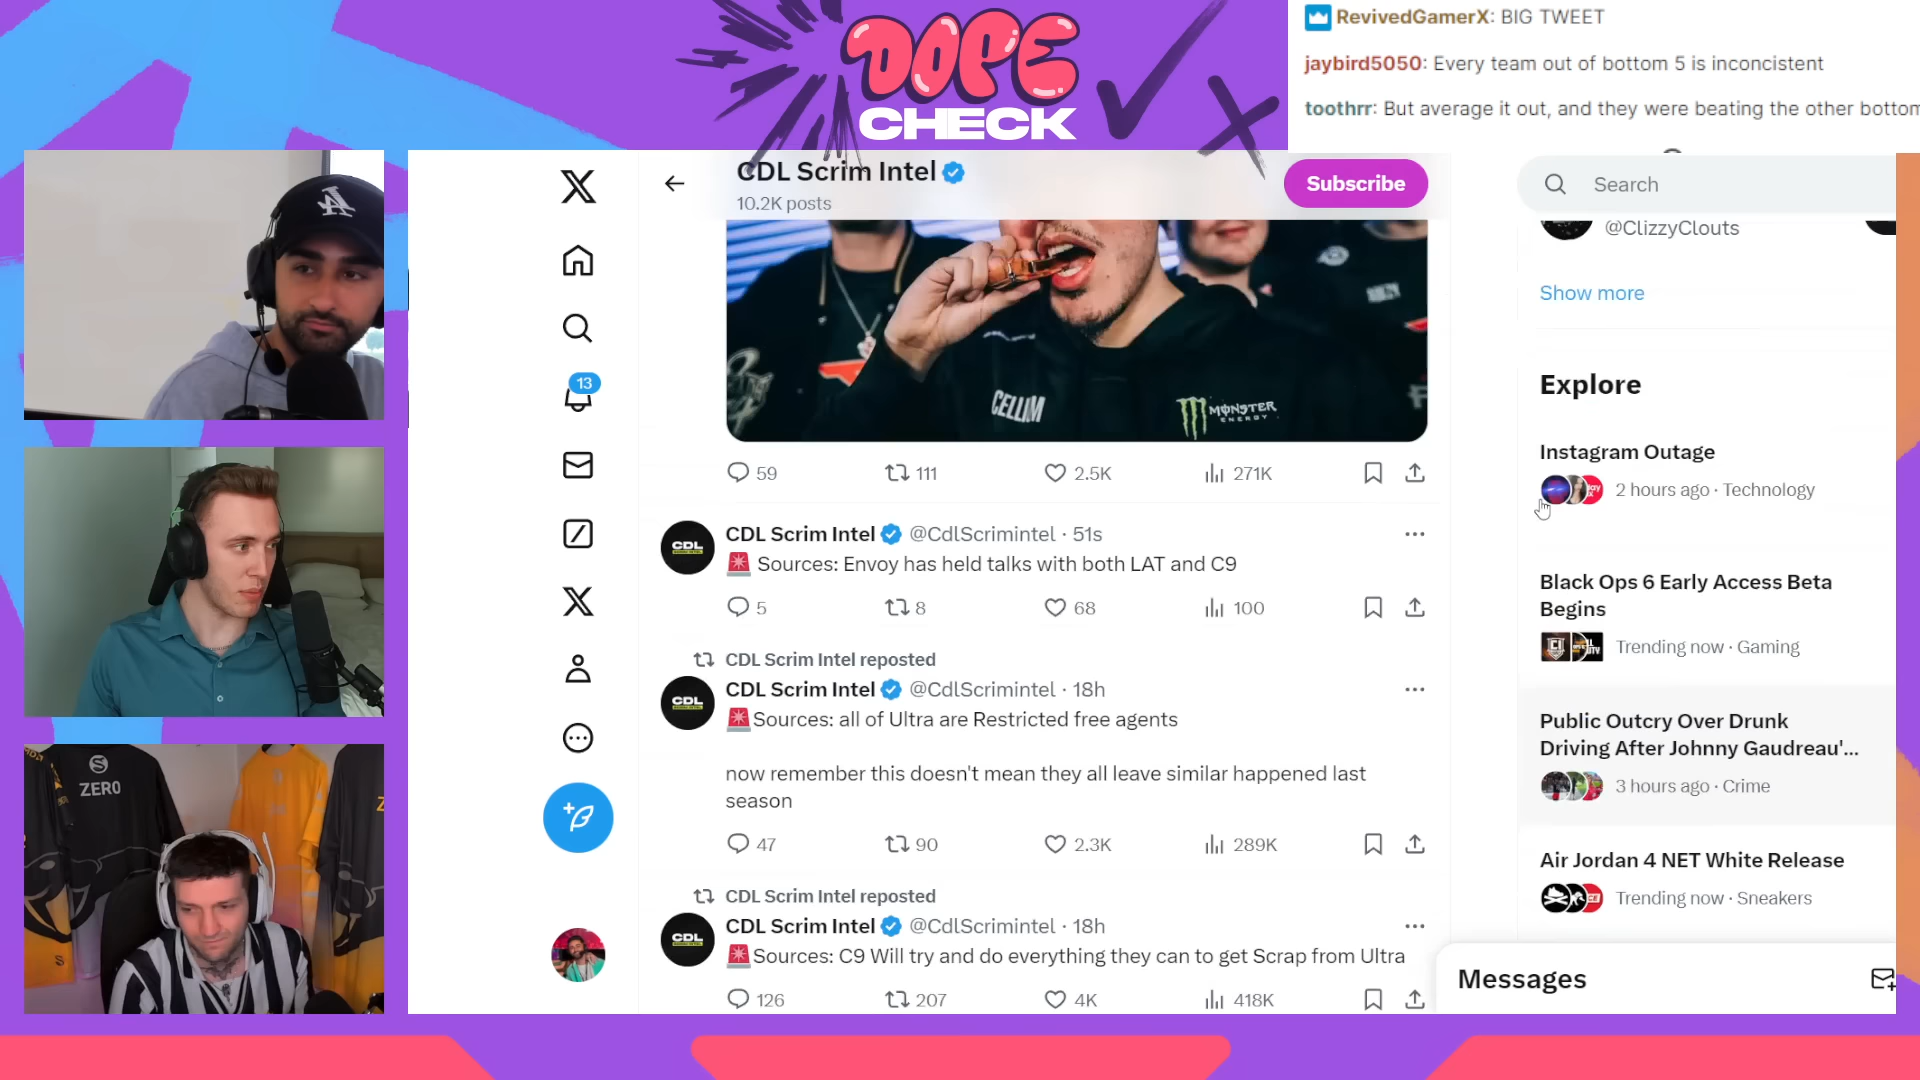 DOPE
CHECK
RevivedGamerX: BIG TWEET
jaybird5050: Every team out of bottom 5 is inconcistent
toothrr: But average it out, and they were beating the other bottom
CDL Scrim Intel
10.2K posts
Subscribe
Search
@ClizzyClouts
Show more
CELLIUM
MONSTER
ENERGY
59 111 2.5K 271K
13
CDL
CDL Scrim Intel @CdlScrimintel · 51s
Sources: Envoy has held talks with both LAT and C9
5 8 68 100
CDL Scrim Intel reposted
CDL
CDL Scrim Intel @CdlScrimintel · 18h
Sources: all of Ultra are Restricted free agents
now remember this doesn't mean they all leave similar happened last
season
47 90 2.3K 289K
CDL Scrim Intel reposted
CDL
CDL Scrim Intel @CdlScrimintel · 18h
Sources: C9 Will try and do everything they can to get Scrap from Ultra
126 207 4K 418K
Explore
Instagram Outage
2 hours ago · Technology
Black Ops 6 Early Access Beta
Begins
Trending now · Gaming
Public Outcry Over Drunk
Driving After Johnny Gaudreau'...
3 hours ago · Crime
Air Jordan 4 NET White Release
Trending now · Sneakers
Messages
ZERO